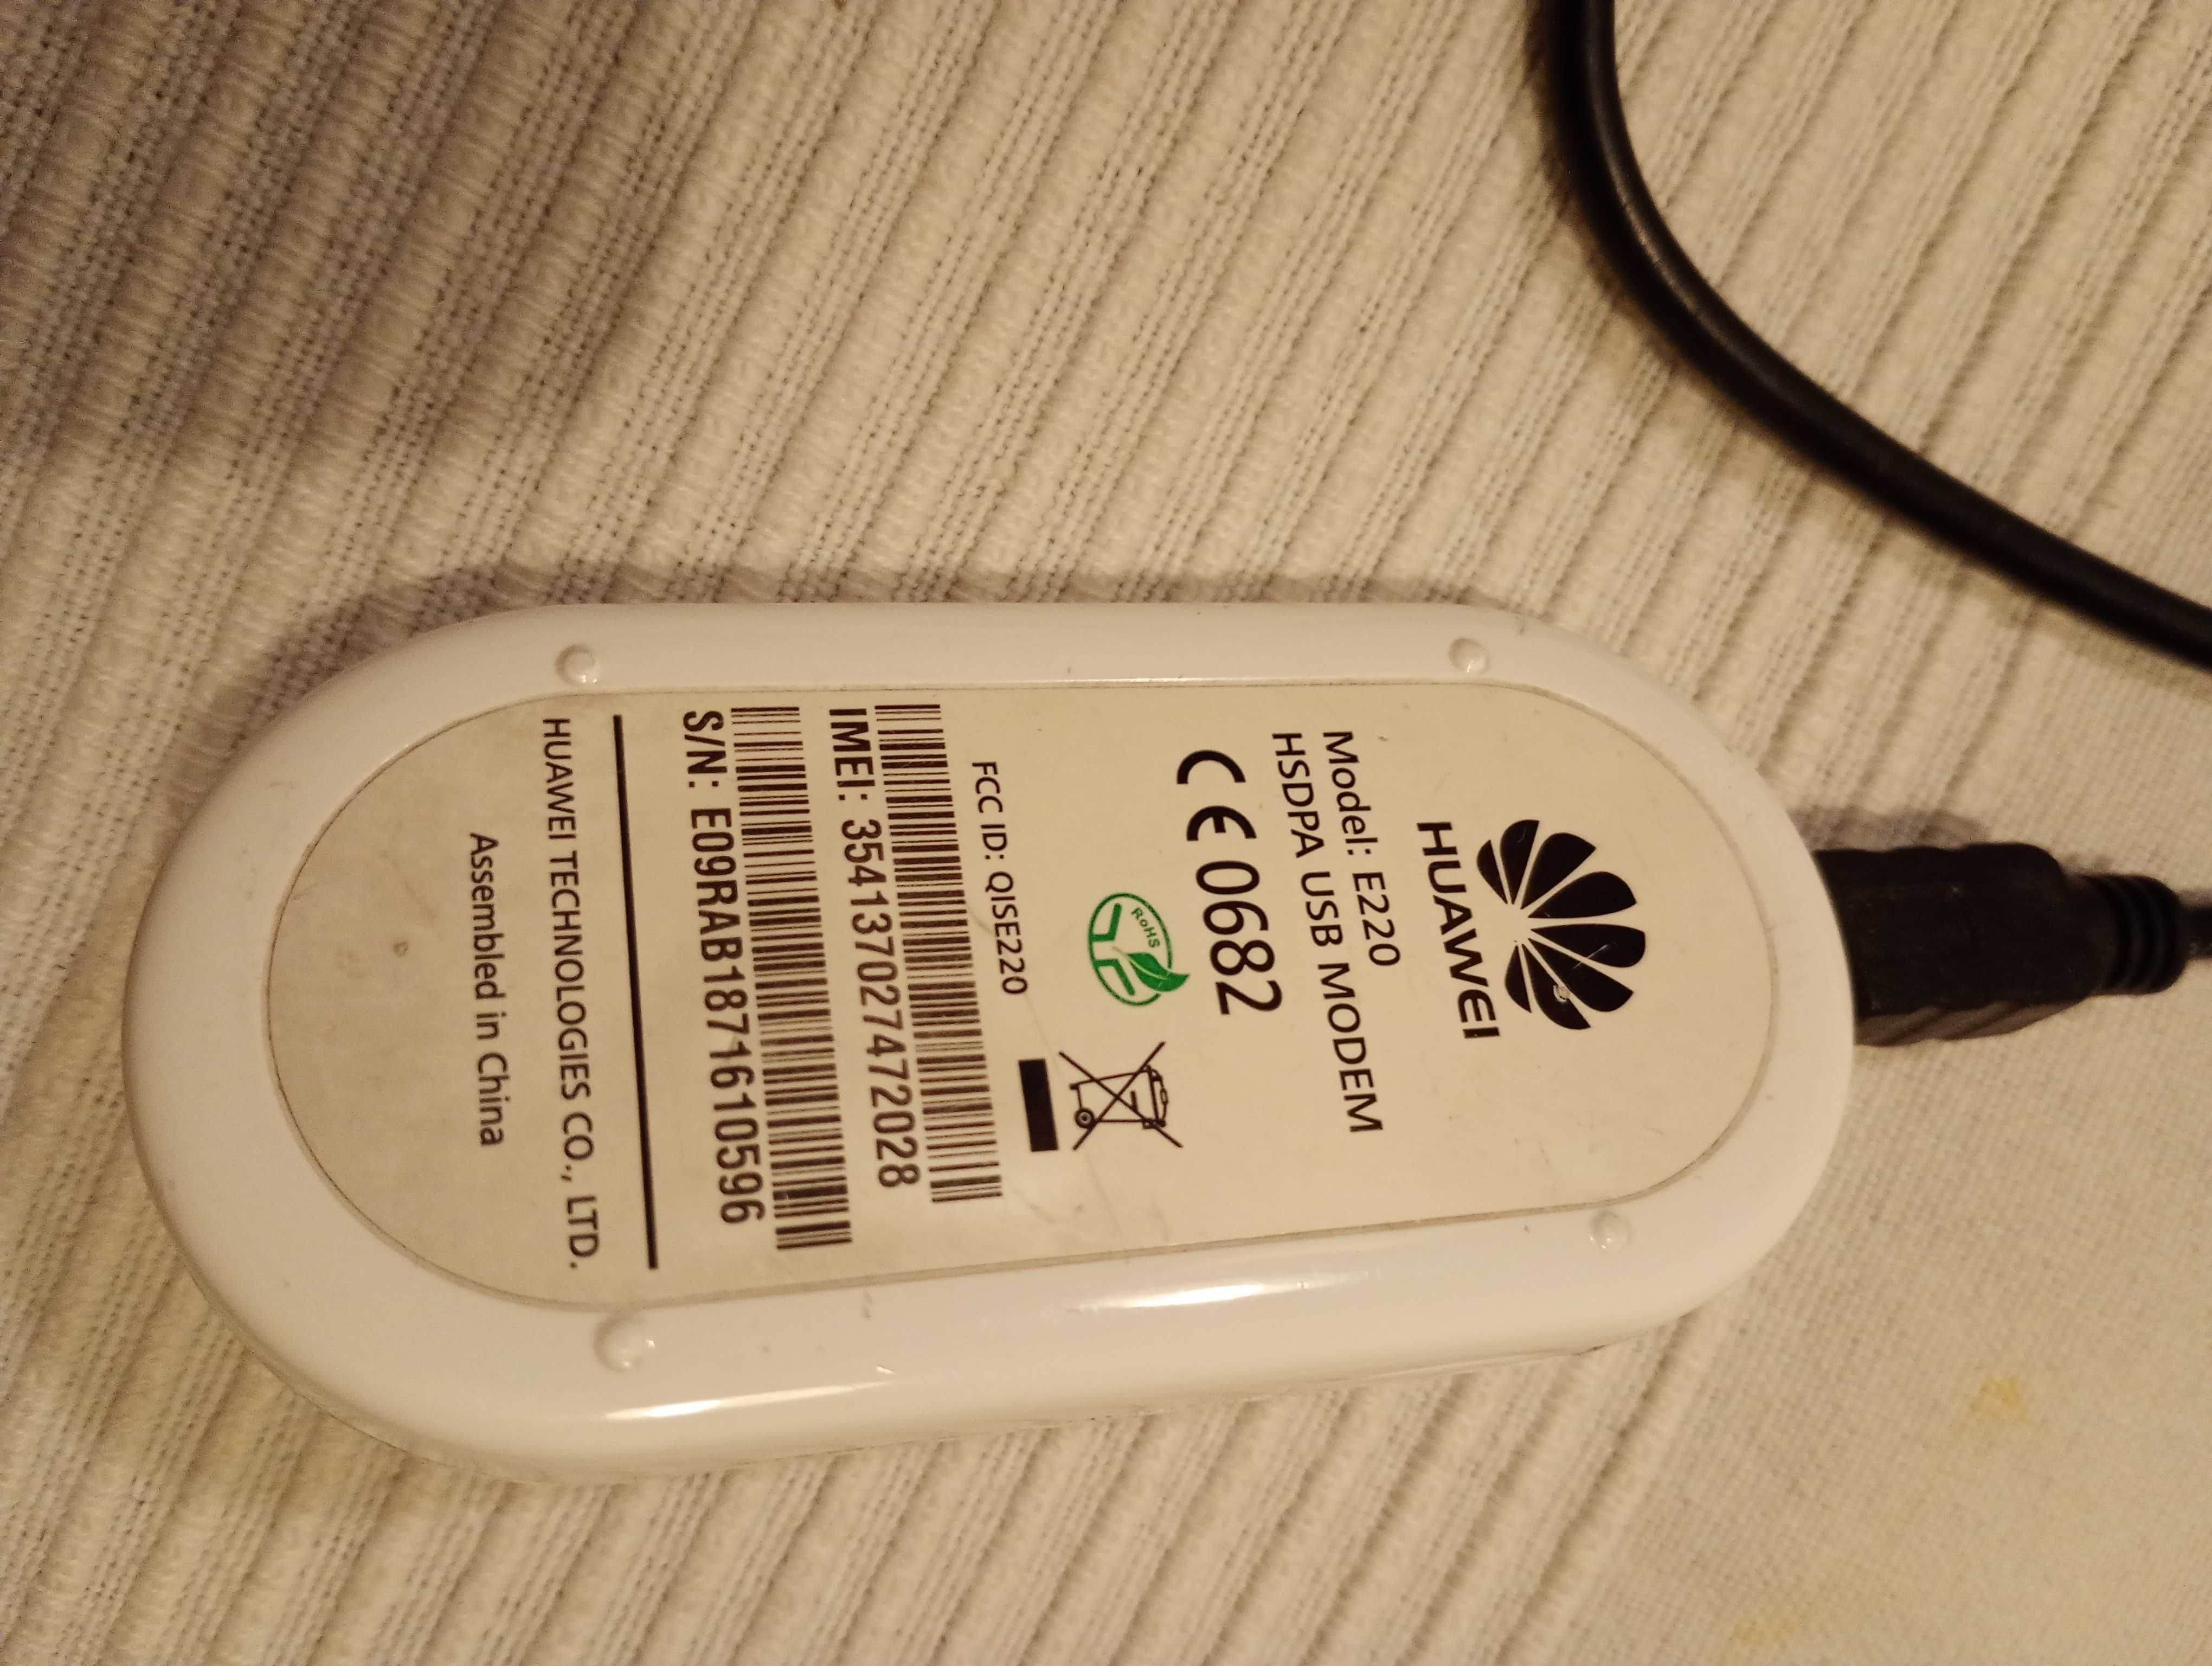 HUAWEI
Model: E220
HSDPA USB MODEM
CE 0682
RoHS
FCC ID: QISE220
IMEI: 354137027472028
S/N: E09RAB1871610596
HUAWEI TECHNOLOGIES CO., LTD.
Assembled in China